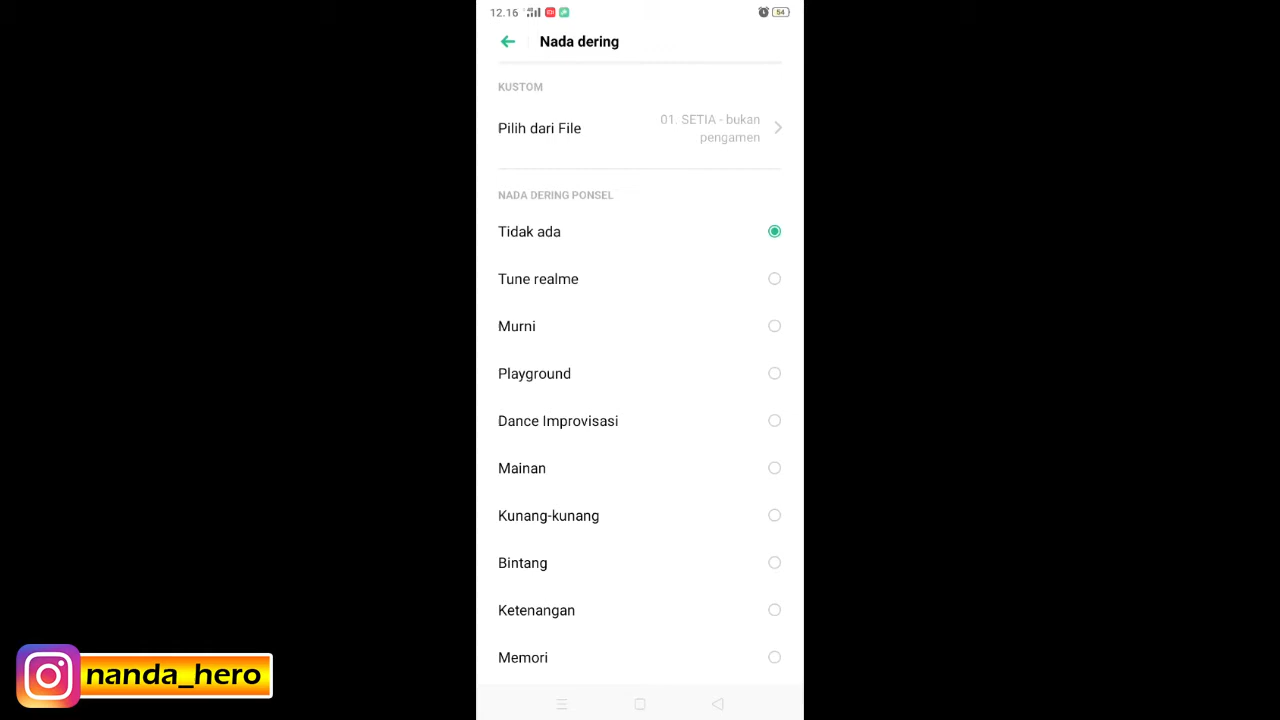 12.16
54
Nada dering
KUSTOM
Pilih dari File
01. SETIA - bukan
pengamen
NADA DERING PONSEL
Tidak ada
Tune realme
Murni
Playground
Dance Improvisasi
Mainan
Kunang-kunang
Bintang
Ketenangan
Memori
nanda_hero